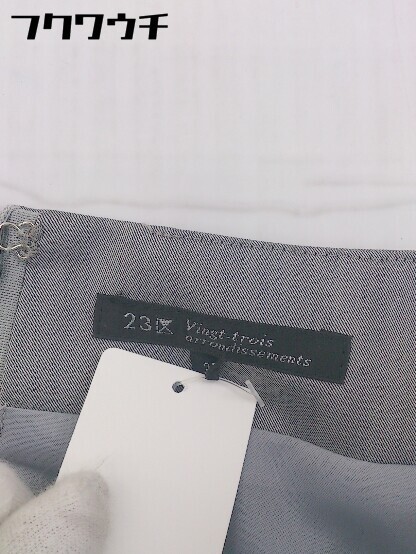 フクワウチ
23区 Vingt-trois
arrondissements